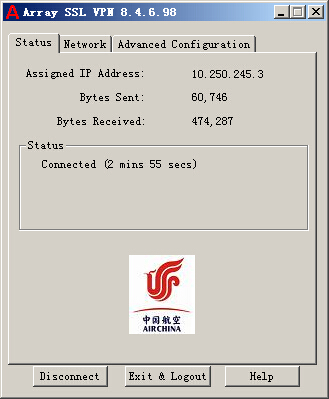 Array SSL VPN 8.4.6.98
Status Network Advanced Configuration
Assigned IP Address: 10.250.245.3
Bytes Sent: 60,746
Bytes Received: 474,287
Status
Connected (2 mins 55 secs)
中国航空
AIRCHINA
Disconnect Exit & Logout Help